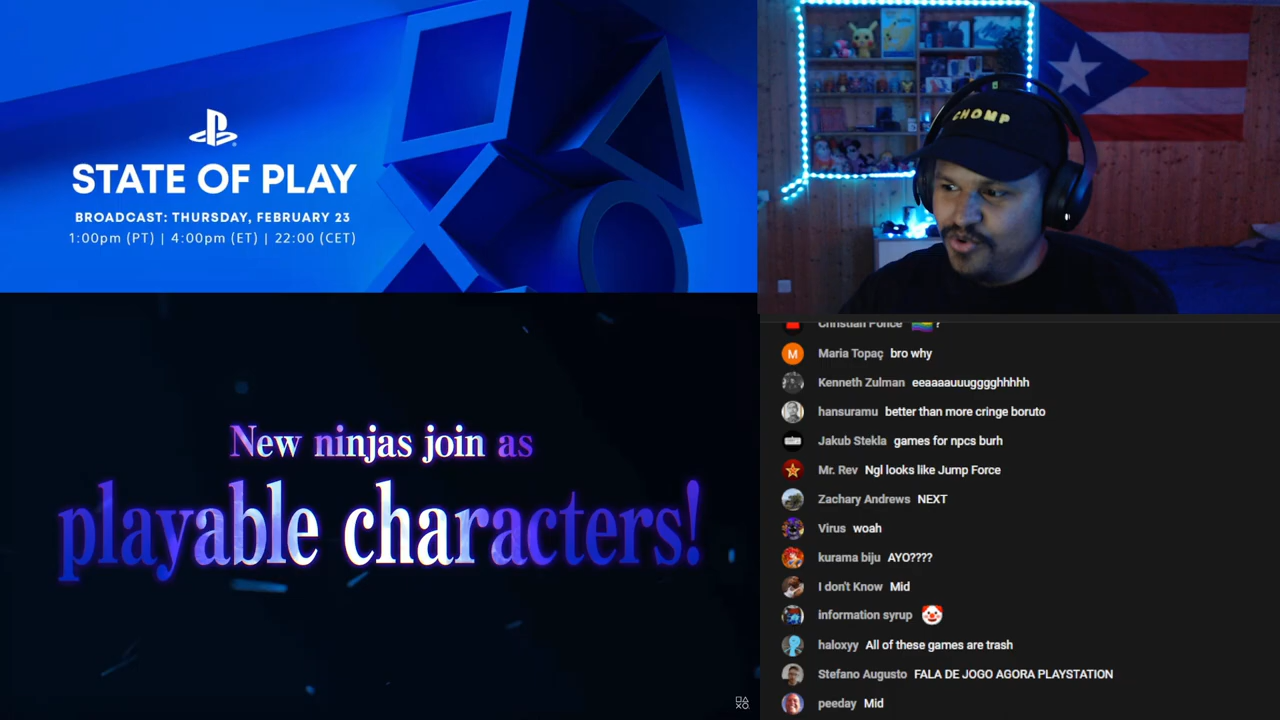 STATE OF PLAY
BROADCAST: THURSDAY, FEBRUARY 23
1:00pm (PT) | 4:00pm (ET) | 22:00 (CET)
CHOMP
New ninjas join as
playable characters!
Christian Ponce ?
M
Maria Topaç bro why
Kenneth Zulman eeaaaauuugggghhhhh
hansuramu better than more cringe boruto
Jakub Stekla games for npcs burh
Mr. Rev Ngl looks like Jump Force
Zachary Andrews NEXT
Virus woah
kurama biju AYO????
I don't Know Mid
information syrup
haloxyy All of these games are trash
Stefano Augusto FALA DE JOGO AGORA PLAYSTATION
peeday Mid